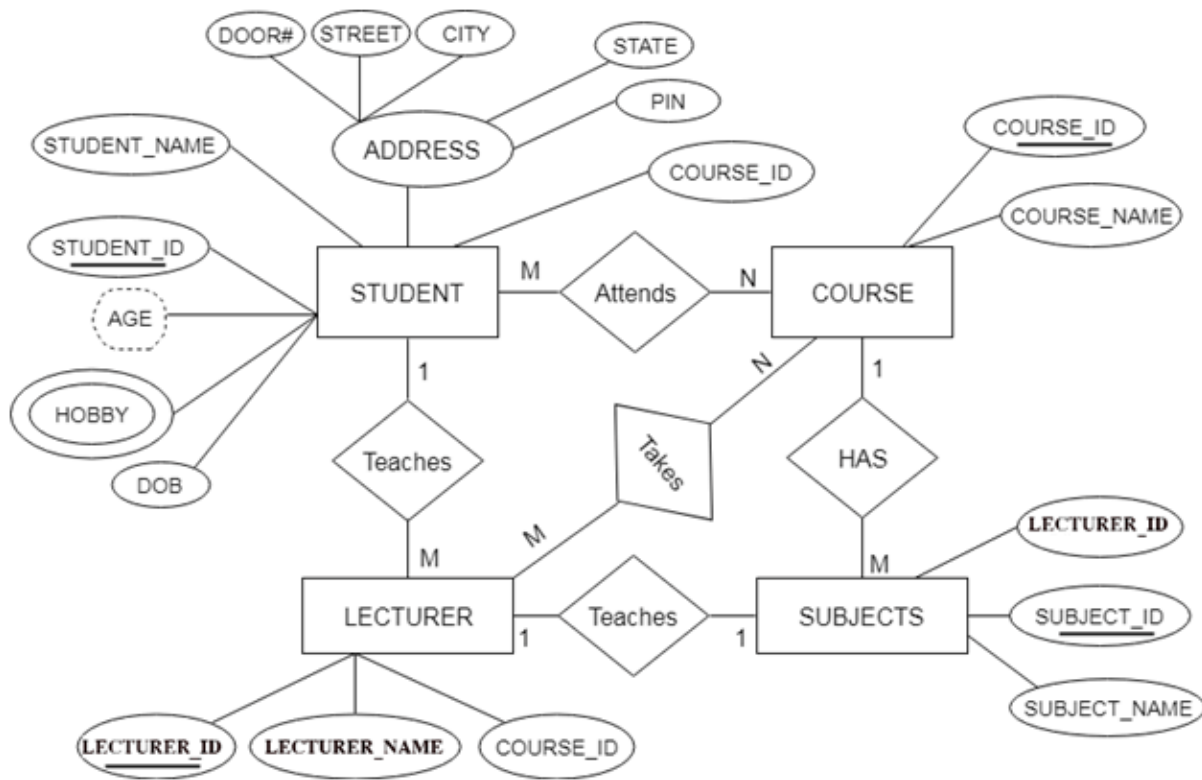 DOOR#
STREET
CITY
STATE
PIN
ADDRESS
STUDENT_NAME
COURSE_ID
COURSE_ID
COURSE_NAME
STUDENT_ID
AGE
HOBBY
DOB
STUDENT
M
Attends
N
COURSE
1
Teaches
M
N
Takes
M
1
HAS
M
LECTURER
1
Teaches
1
SUBJECTS
LECTURER_ID
SUBJECT_ID
SUBJECT_NAME
LECTURER_ID
LECTURER_NAME
COURSE_ID